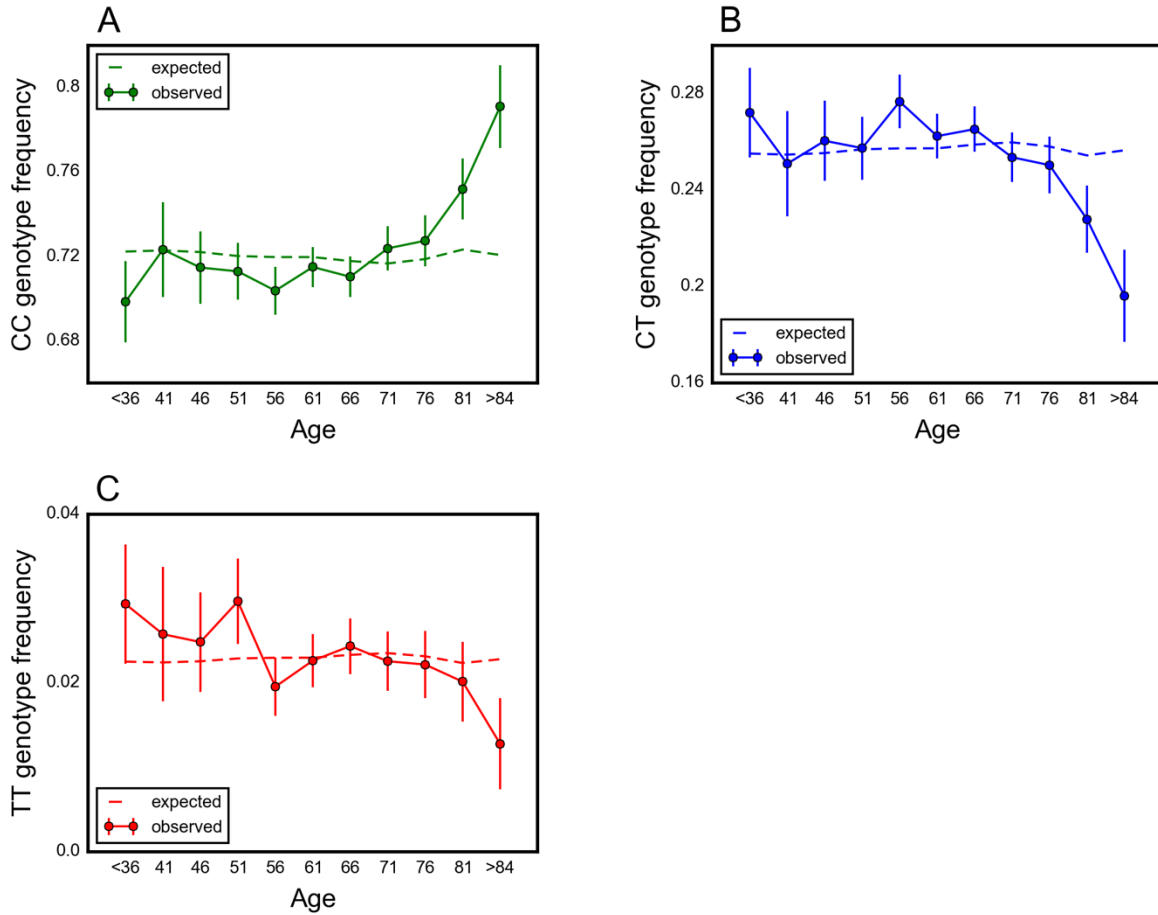 A
CC genotype frequency
0.8
0.76
0.72
0.68
expected
observed
<36 41 46 51 56 61 66 71 76 81 >84
Age
B
CT genotype frequency
0.28
0.24
0.2
0.16
expected
observed
<36 41 46 51 56 61 66 71 76 81 >84
Age
C
TT genotype frequency
0.04
0.02
0.0
expected
observed
<36 41 46 51 56 61 66 71 76 81 >84
Age